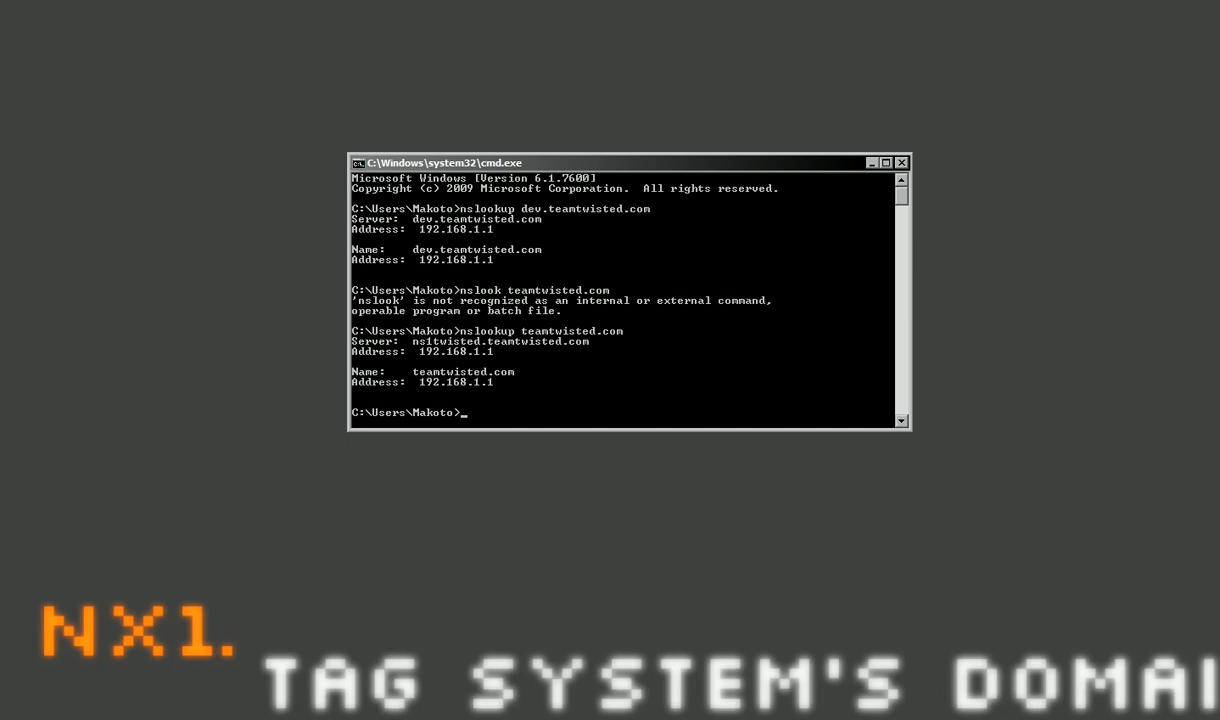 C:\Windows\system32\cmd.exe
Microsoft Windows [Version 6.1.7600]
Copyright (c) 2009 Microsoft Corporation.  All rights reserved.
C:\Users\Makoto>nslookup dev.teamtwisted.com
Server:  dev.teamtwisted.com
Address:  192.168.1.1
Name:    dev.teamtwisted.com
Address:  192.168.1.1
C:\Users\Makoto>nslook teamtwisted.com
'nslook' is not recognized as an internal or external command,
operable program or batch file.
C:\Users\Makoto>nslookup teamtwisted.com
Server:  ns1twisted.teamtwisted.com
Address:  192.168.1.1
Name:    teamtwisted.com
Address:  192.168.1.1
C:\Users\Makoto>_
NX1.
TAG SYSTEM'S DOMAI